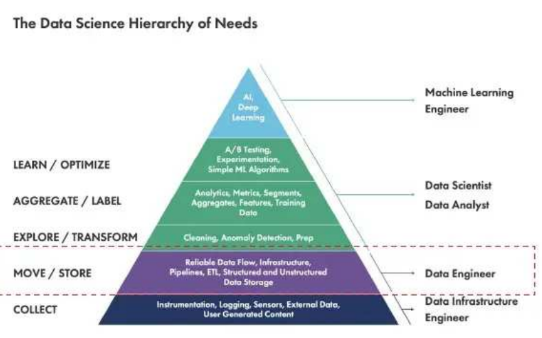 The Data Science Hierarchy of Needs
AI,
Deep
Learning
Machine Learning
Engineer
LEARN / OPTIMIZE
A/B Testing,
Experimentation,
Simple ML Algorithms
AGGREGATE / LABEL
Analytics, Metrics, Segments,
Aggregates, Features, Training
Data
Data Scientist
Data Analyst
EXPLORE / TRANSFORM
Cleaning, Anomaly Detection, Prep
MOVE / STORE
Reliable Data Flow, Infrastructure,
Pipelines, ETL, Structured and Unstructured
Data Storage
Data Engineer
COLLECT
Instrumentation, Logging, Sensors, External Data,
User Generated Content
Data Infrastructure
Engineer